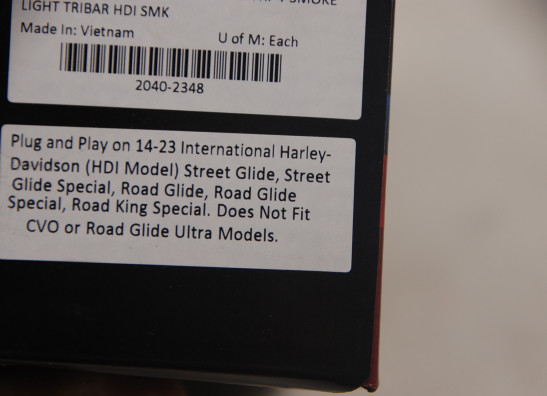 SMOKE
LIGHT TRIBAR HDI SMK
Made In: Vietnam U of M: Each
2040-2348
Plug and Play on 14-23 International Harley-
Davidson (HDI Model) Street Glide, Street
Glide Special, Road Glide, Road Glide
Special, Road King Special. Does Not Fit
CVO or Road Glide Ultra Models.